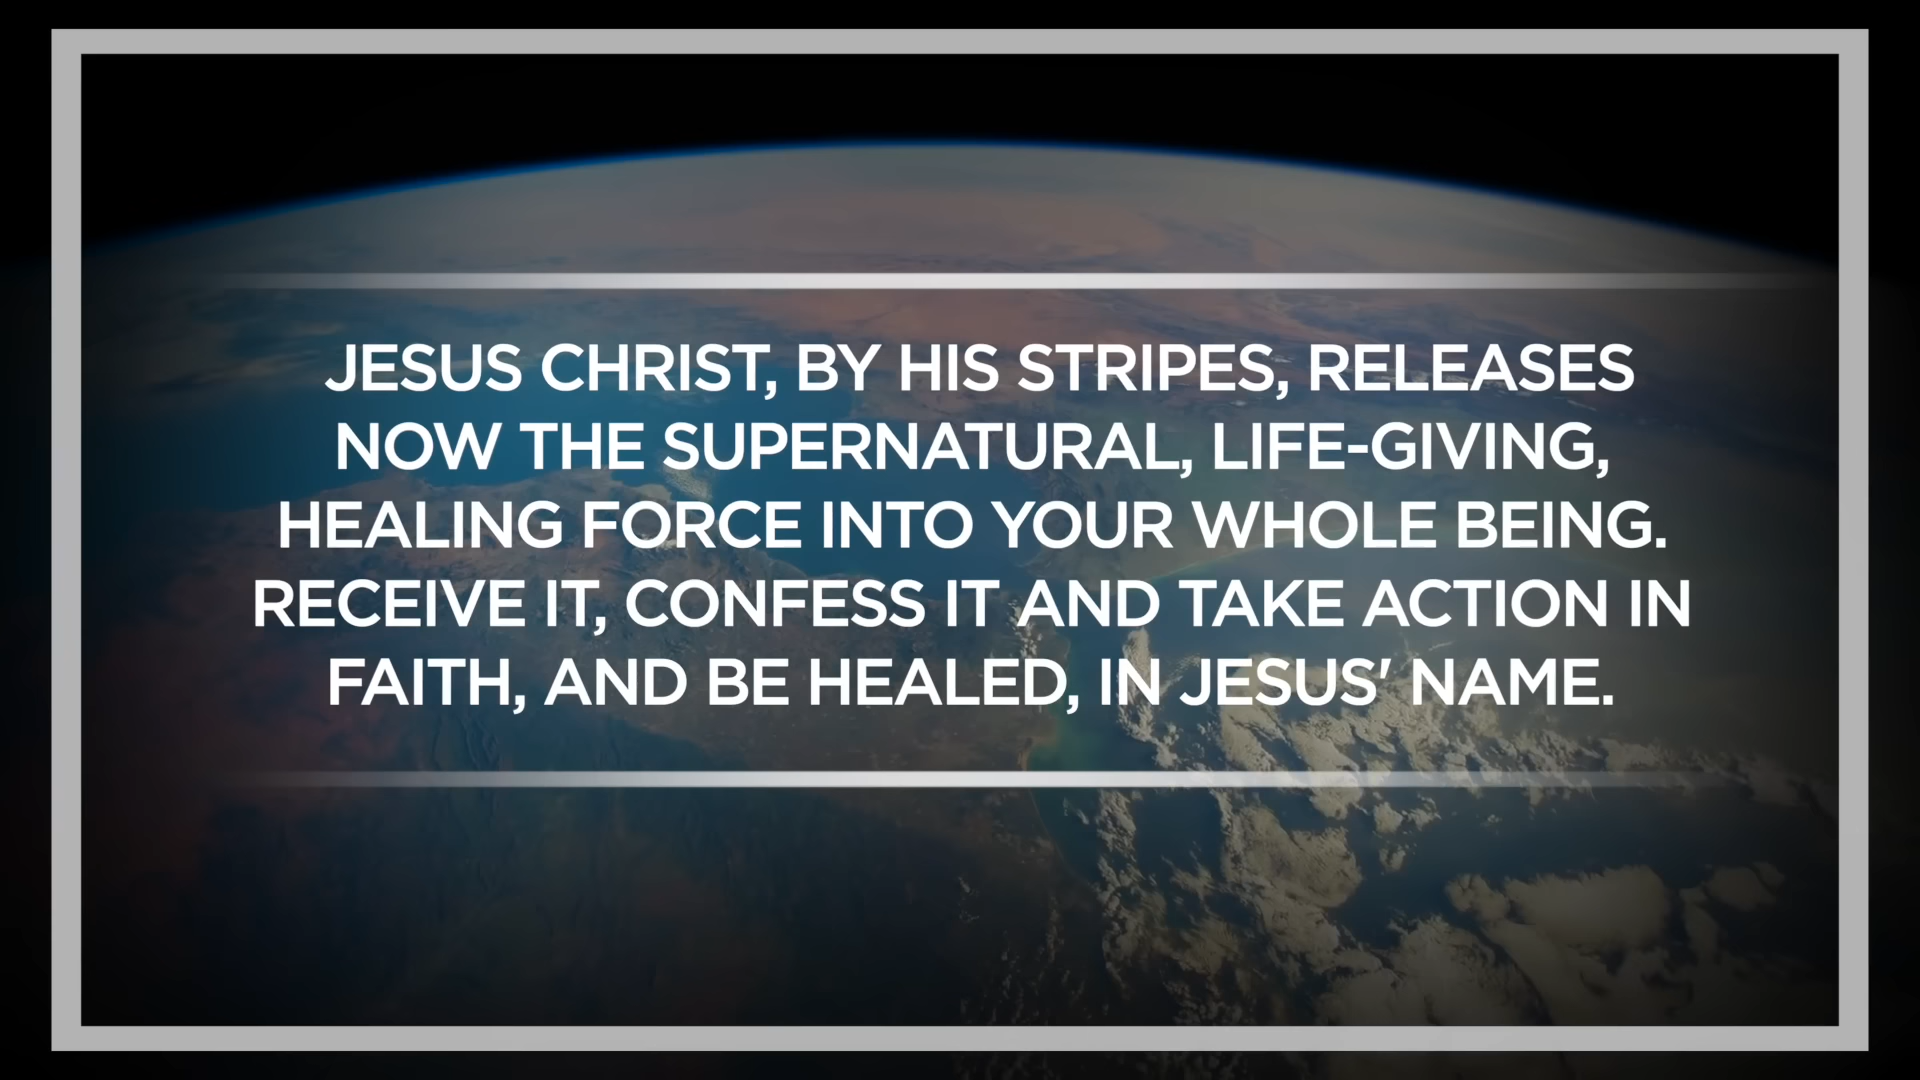 JESUS CHRIST, BY HIS STRIPES, RELEASES
NOW THE SUPERNATURAL, LIFE-GIVING,
HEALING FORCE INTO YOUR WHOLE BEING.
RECEIVE IT, CONFESS IT AND TAKE ACTION IN
FAITH, AND BE HEALED, IN JESUS' NAME.